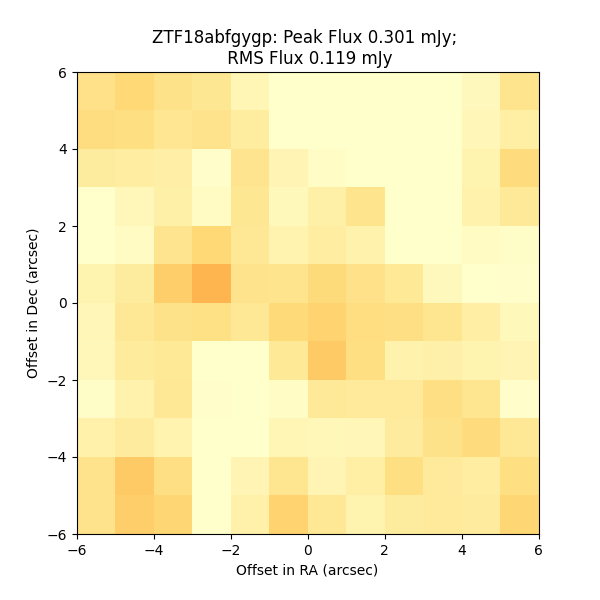 ZTF18abfgygp: Peak Flux 0.301 mJy;
RMS Flux 0.119 mJy
6
4
2
0
−2
−4
−6
Offset in Dec (arcsec)
−6 −4 −2 0 2 4 6
Offset in RA (arcsec)